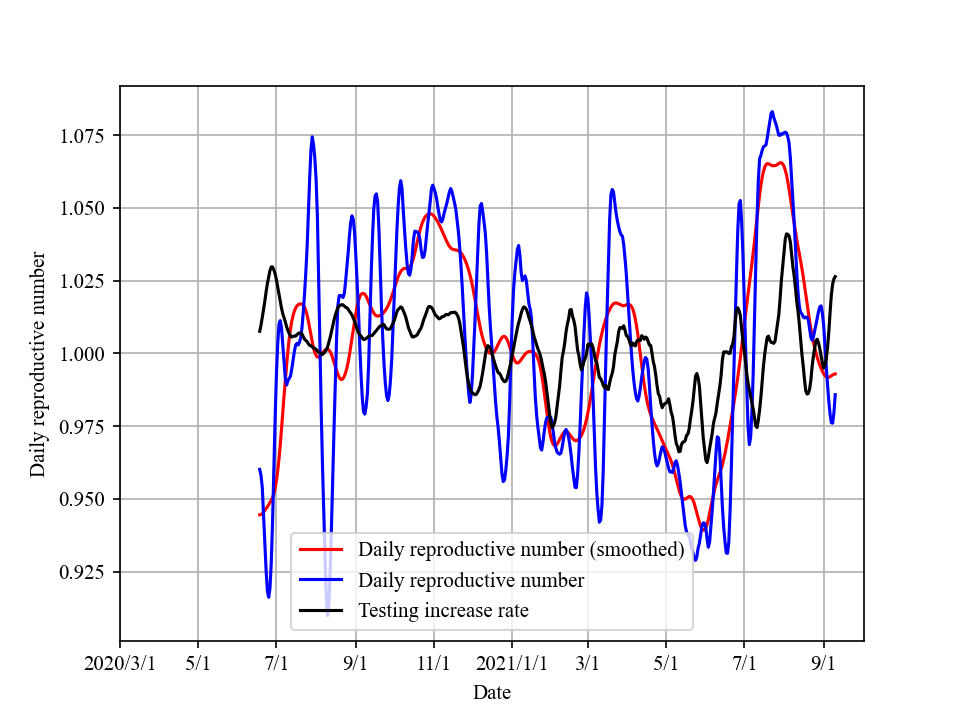 1.075
1.050
1.025
1.000
0.975
0.950
0.925
Daily reproductive number
Daily reproductive number (smoothed)
Daily reproductive number
Testing increase rate
2020/3/1 5/1 7/1 9/1 11/1 2021/1/1 3/1 5/1 7/1 9/1
Date